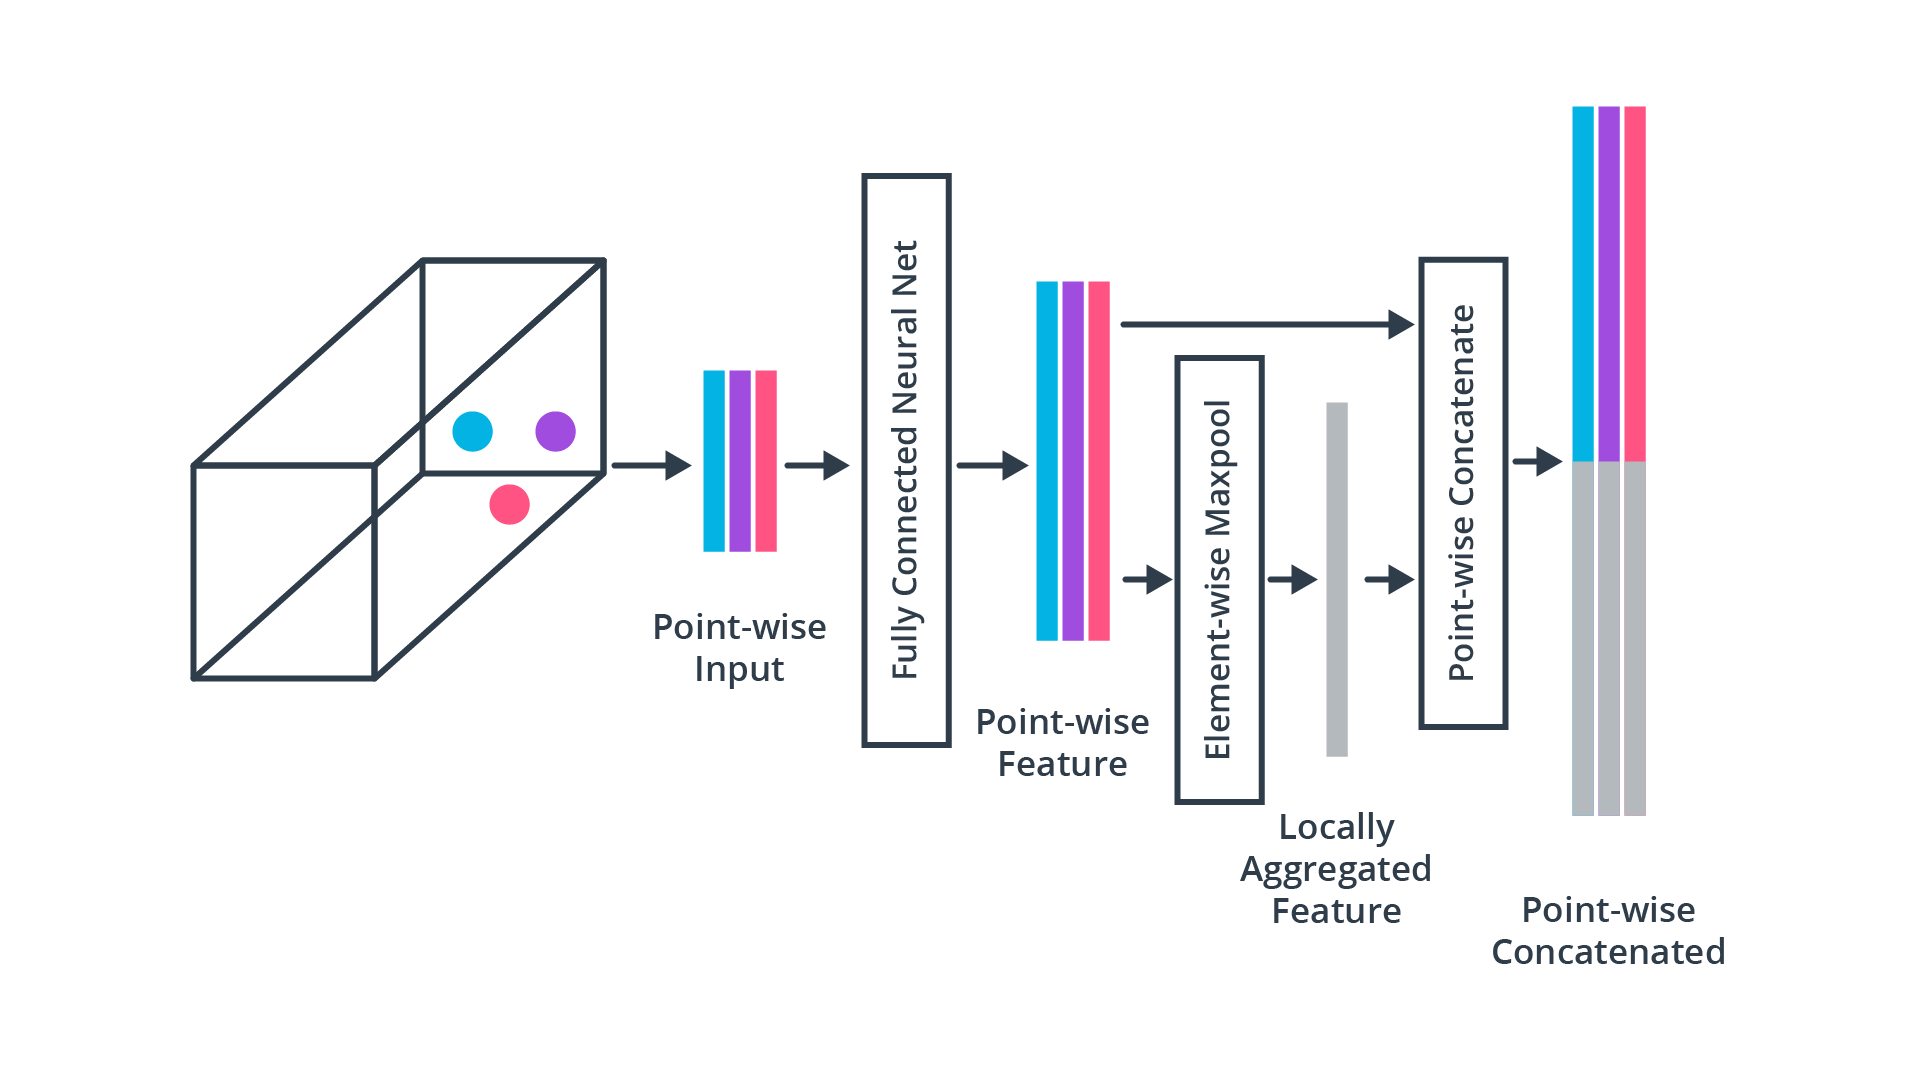 Point-wise
Input
Fully Connected Neural Net
Point-wise
Feature
Element-wise Maxpool
Locally
Aggregated
Feature
Point-wise Concatenate
Point-wise
Concatenated